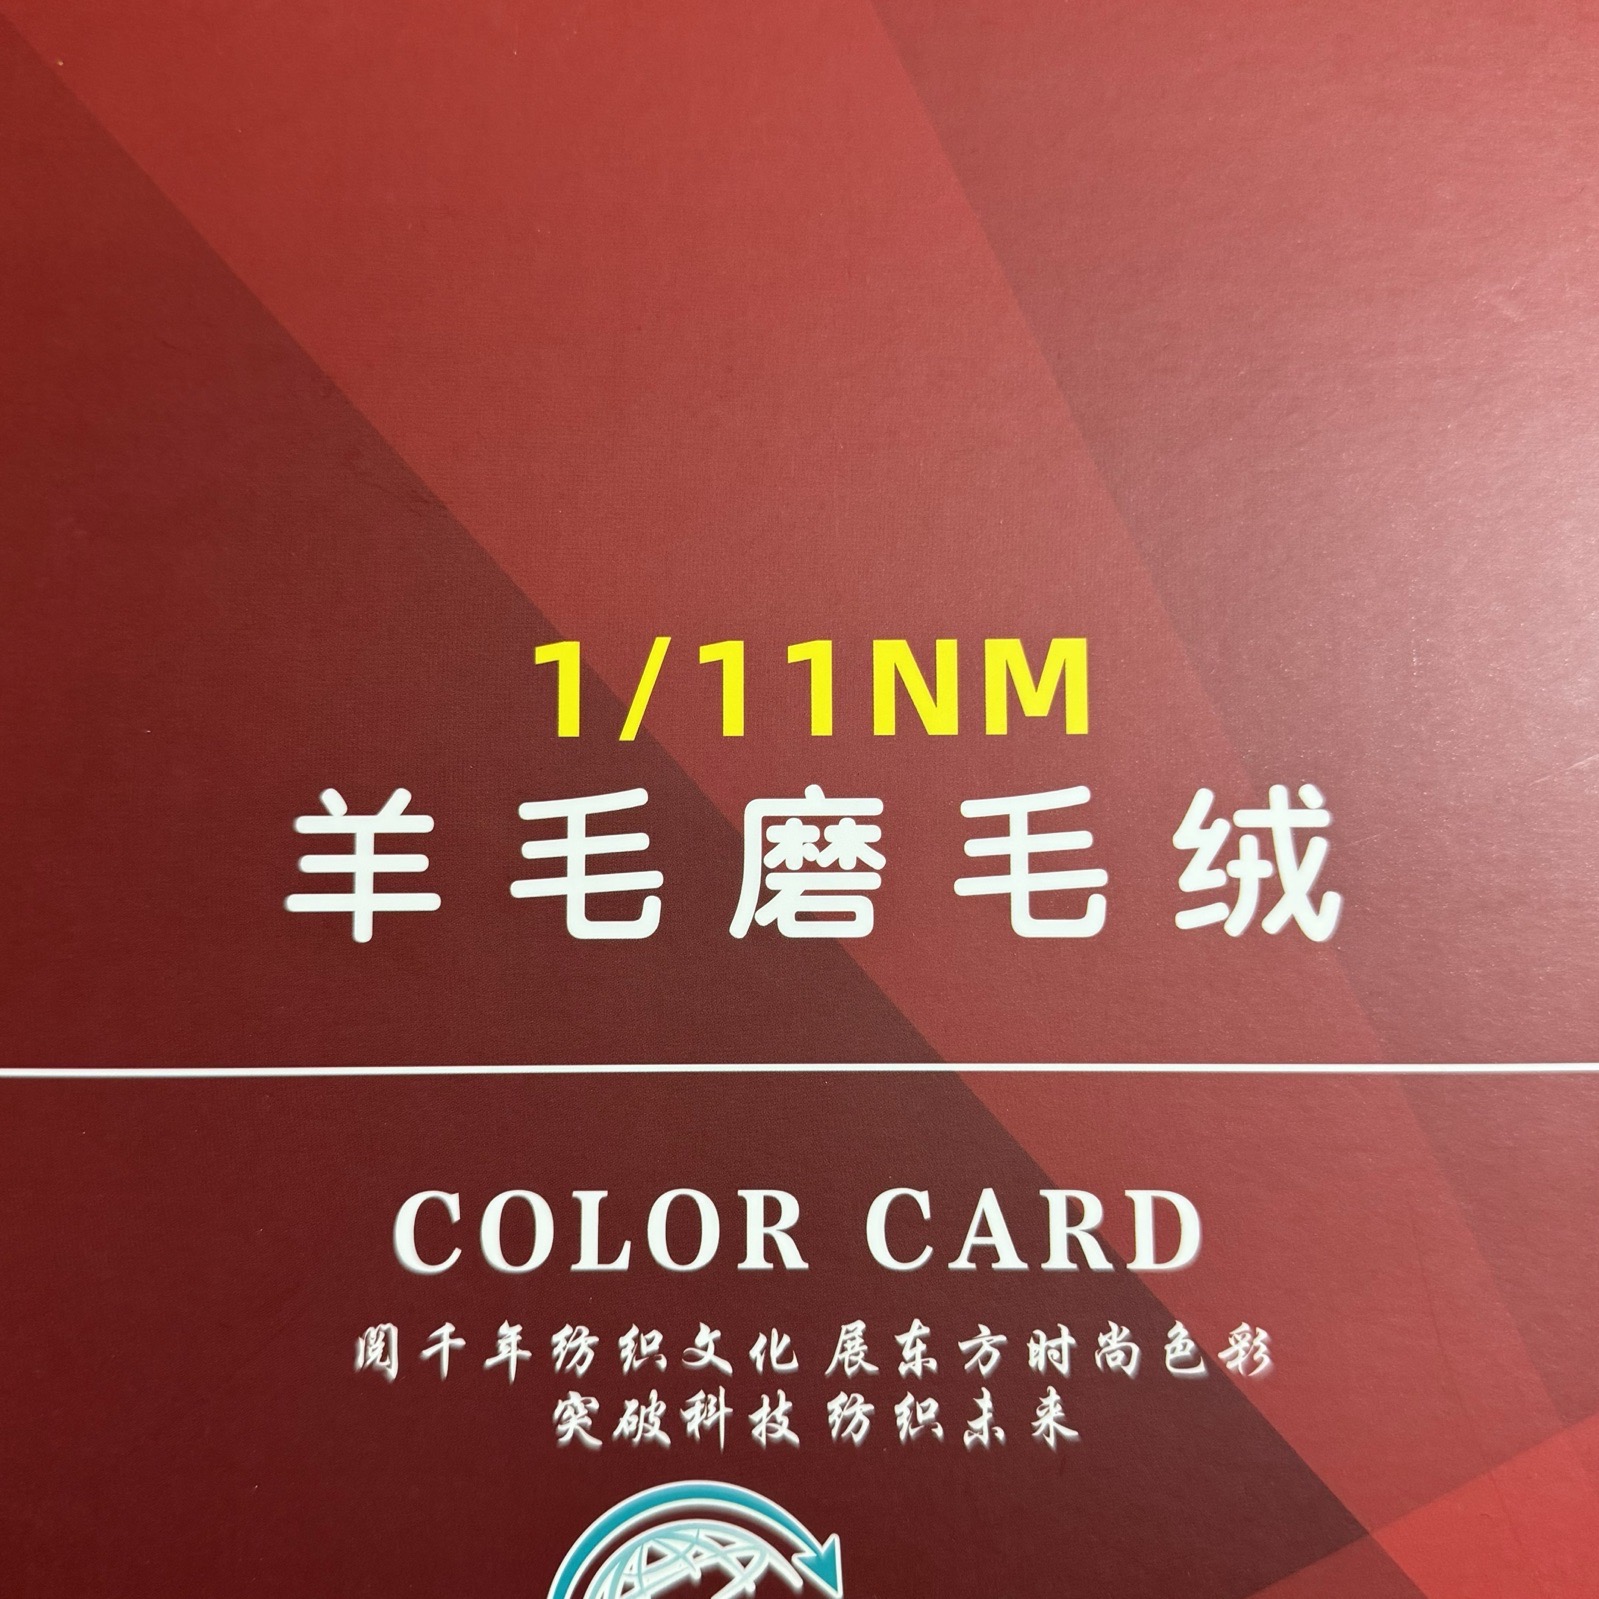 1/11NM
羊毛磨毛绒
COLOR CARD
阅千年纺织文化 展东方时尚色彩
突破科技 纺织未来